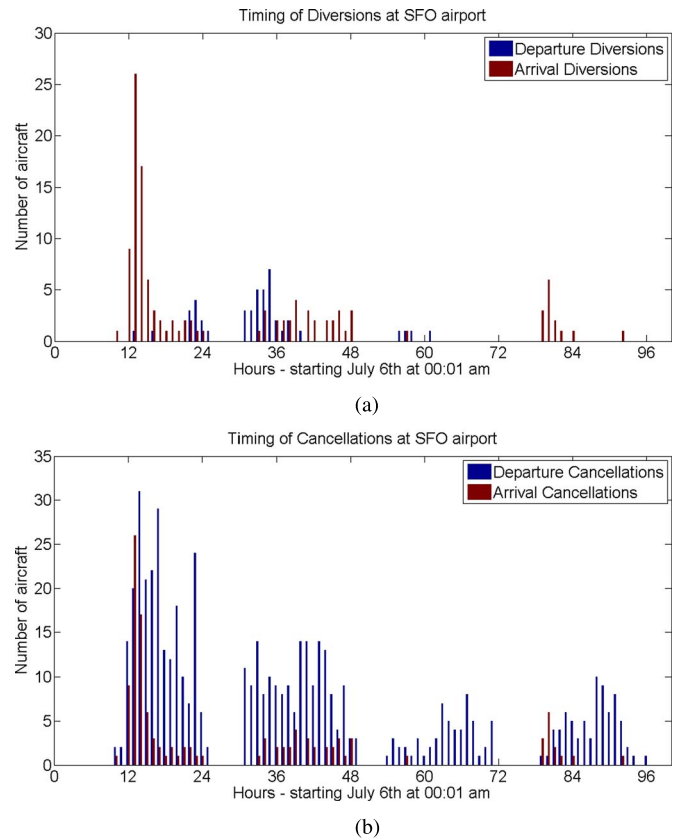 Timing of Diversions at SFO airport
30
25
20
15
10
5
0
Number of aircraft
Departure Diversions
Arrival Diversions
0 12 24 36 48 60 72 84 96
Hours - starting July 6th at 00:01 am
(a)
Timing of Cancellations at SFO airport
35
30
25
20
15
10
5
0
Number of aircraft
Departure Cancellations
Arrival Cancellations
0 12 24 36 48 60 72 84 96
Hours - starting July 6th at 00:01 am
(b)